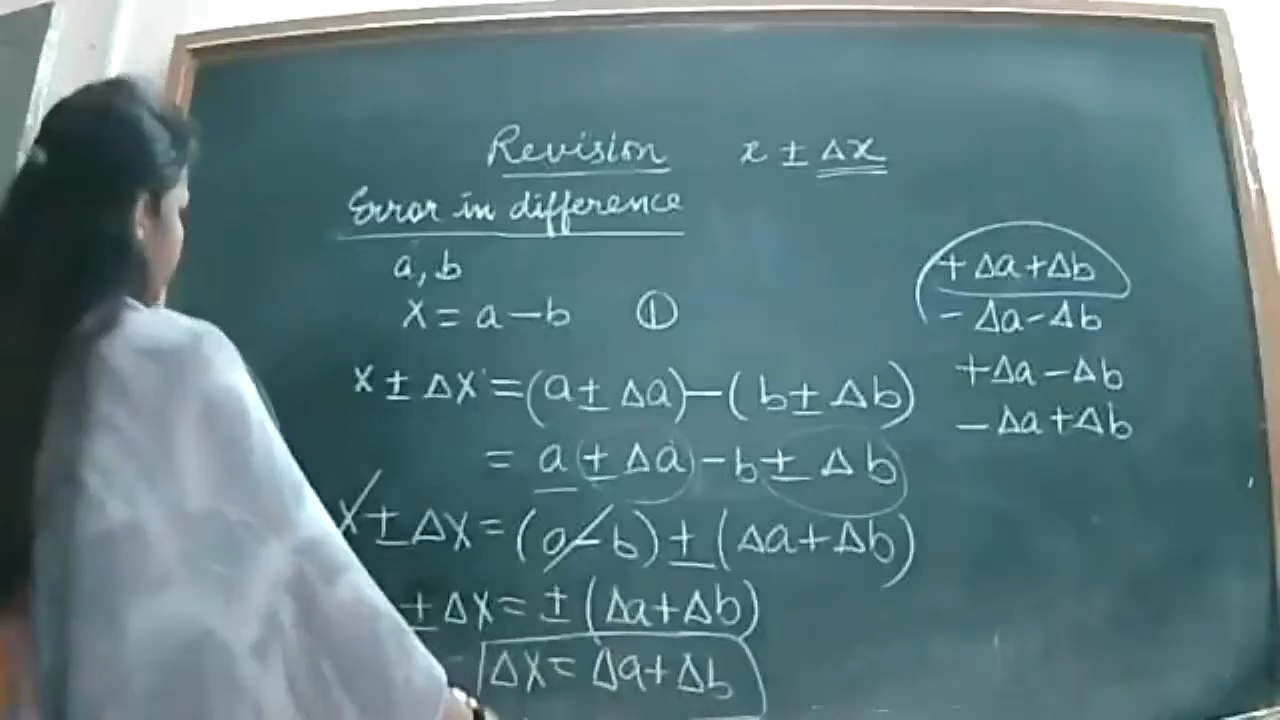 Revision x ± Δx
Error in difference
a, b
x = a - b ①
x ± Δx = (a ± Δa) - (b ± Δb)
= a ± Δa - b ± Δb
x ± Δx = (a - b) ± (Δa + Δb)
± Δx = ± (Δa + Δb)
Δx = Δa + Δb
+ Δa + Δb
- Δa - Δb
+ Δa - Δb
- Δa + Δb